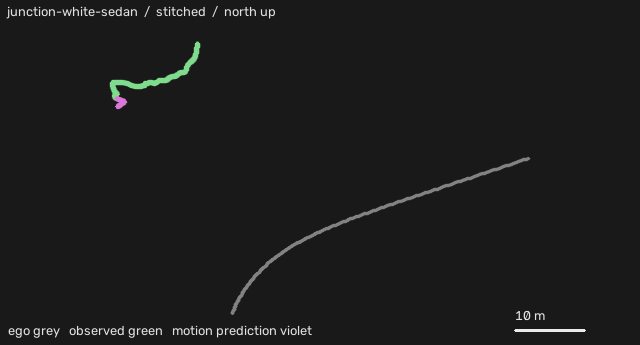 junction-white-sedan / stitched / north up
10 m
ego grey observed green motion prediction violet